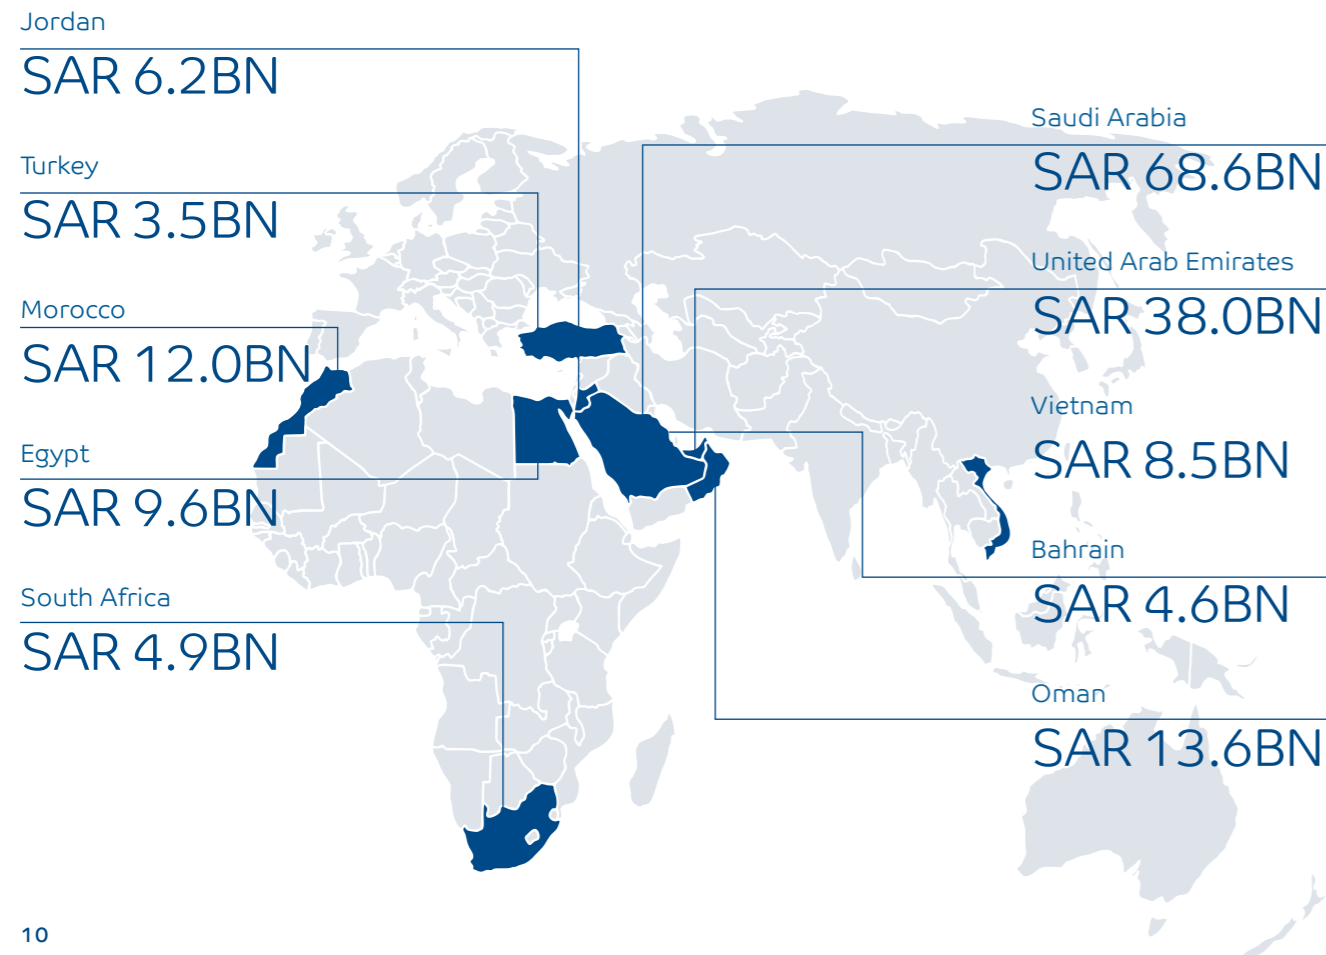 Jordan
SAR 6.2BN
Turkey
SAR 3.5BN
Morocco
SAR 12.0BN
Egypt
SAR 9.6BN
South Africa
SAR 4.9BN
Saudi Arabia
SAR 68.6BN
United Arab Emirates
SAR 38.0BN
Vietnam
SAR 8.5BN
Bahrain
SAR 4.6BN
Oman
SAR 13.6BN
10